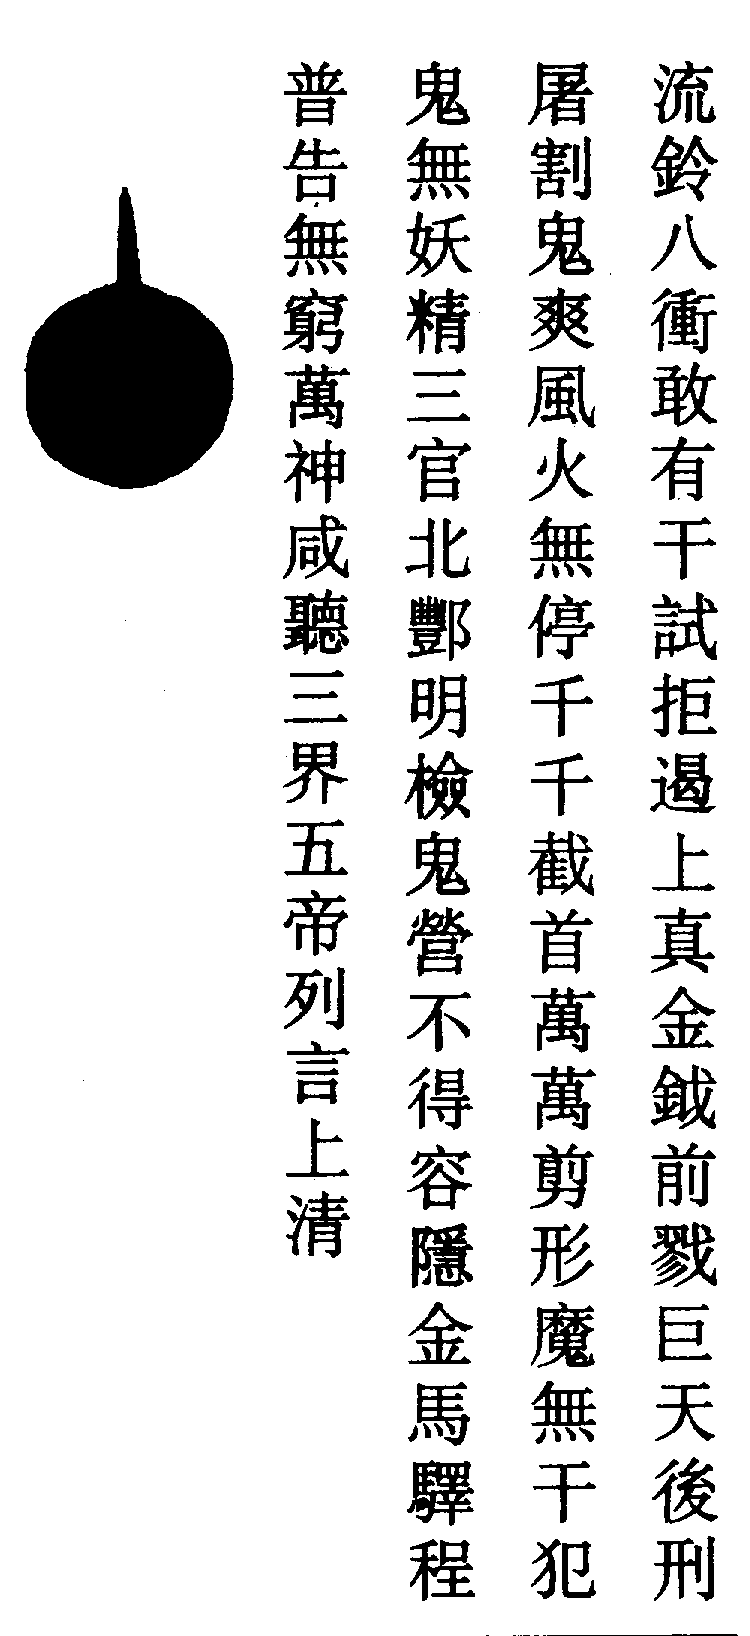 流鈴八衝敢有干試拒遏上真金鉞前戮巨天後刑
屠割鬼爽風火無停千千截首萬萬剪形魔無干犯
鬼無妖精三官北酆明檢鬼營不得容隱金馬驛程
普告無窮萬神咸聽三界五帝列言上清